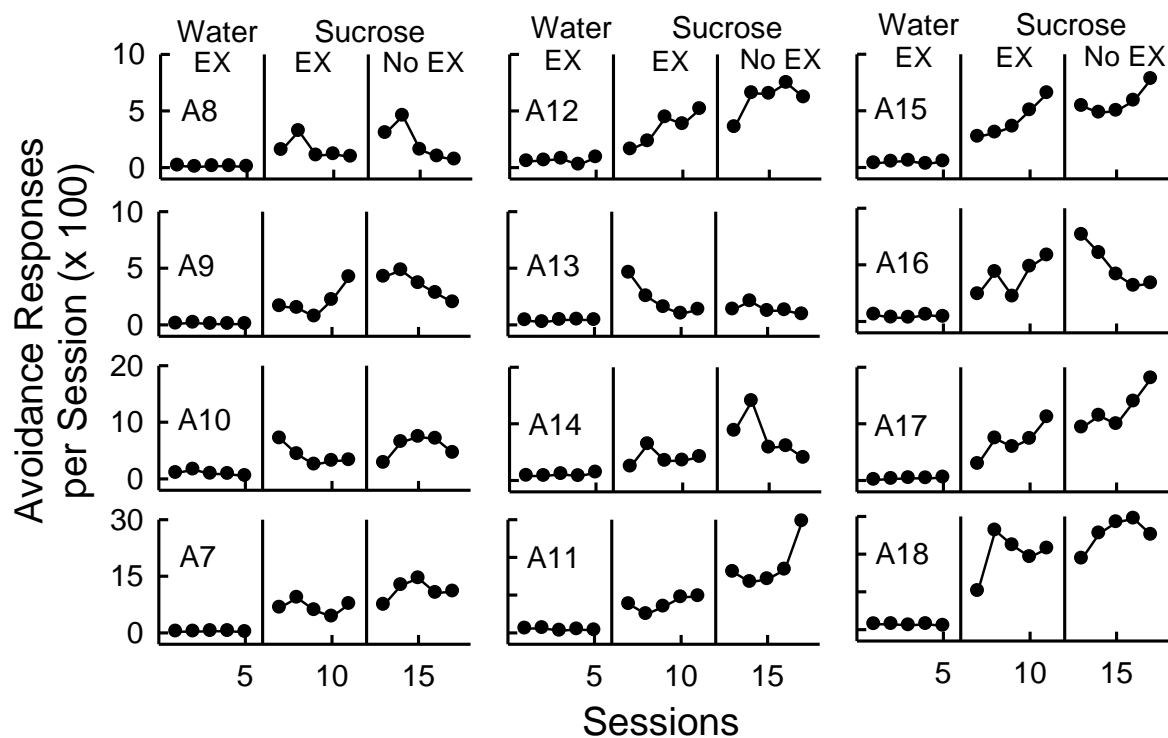 Water Sucrose Water Sucrose Water Sucrose
EX EX No EX EX EX No EX EX EX No EX
10
5
0
A8 A12 A15
10
5
0
A9 A13 A16
20
10
0
A10 A14 A17
30
15
0
A7 A11 A18
5 10 15 5 10 15 5 10 15
Sessions
Avoidance Responses
per Session (x 100)